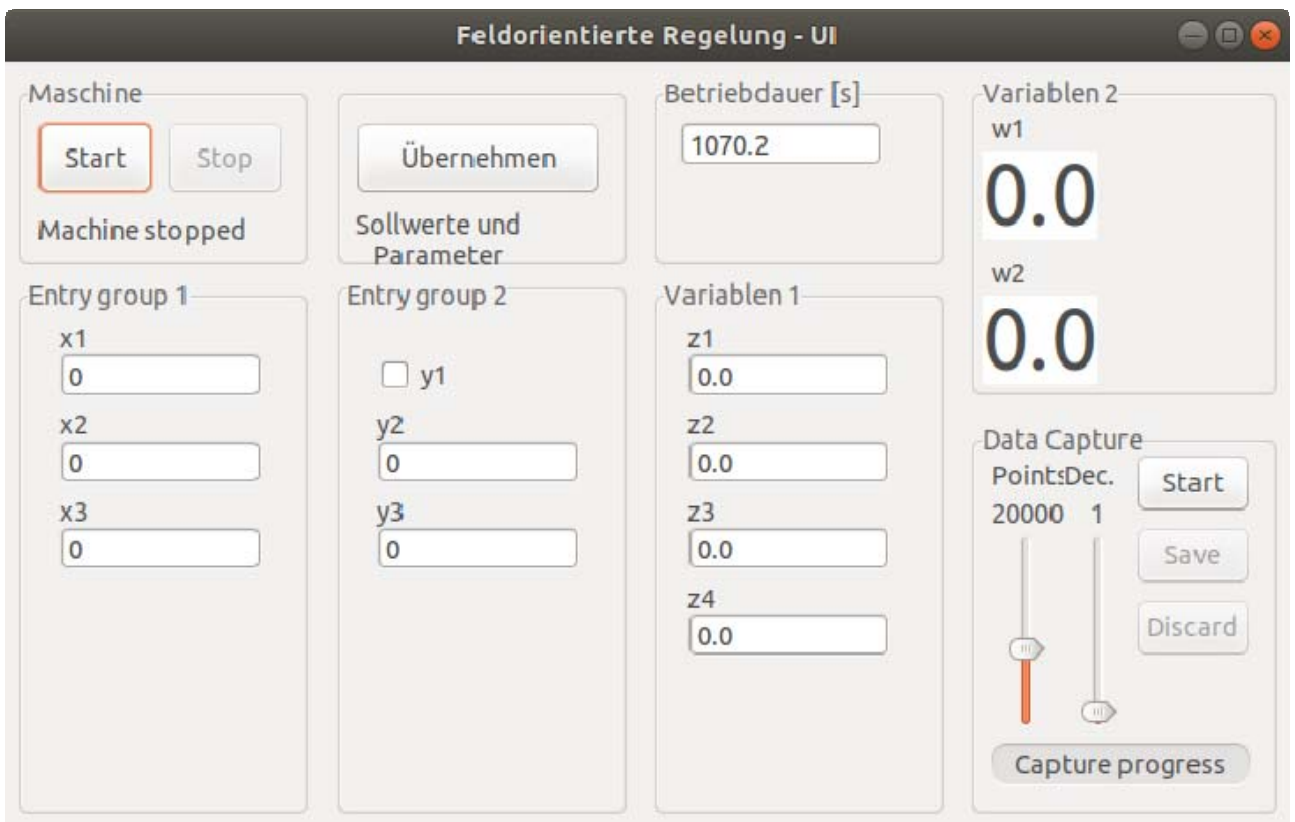 Feldorientierte Regelung - UI
Maschine
Start
Stop
Machine stopped
Übernehmen
Sollwerte und
Parameter
Betriebdauer [s]
1070.2
Variablen 2
w1
0.0
w2
0.0
Entry group 1
x1
0
x2
0
x3
0
Entry group 2
y1
y2
0
y3
0
Variablen 1
z1
0.0
z2
0.0
z3
0.0
z4
0.0
Data Capture
Points Dec.
20000 1
Start
Save
Discard
Capture progress